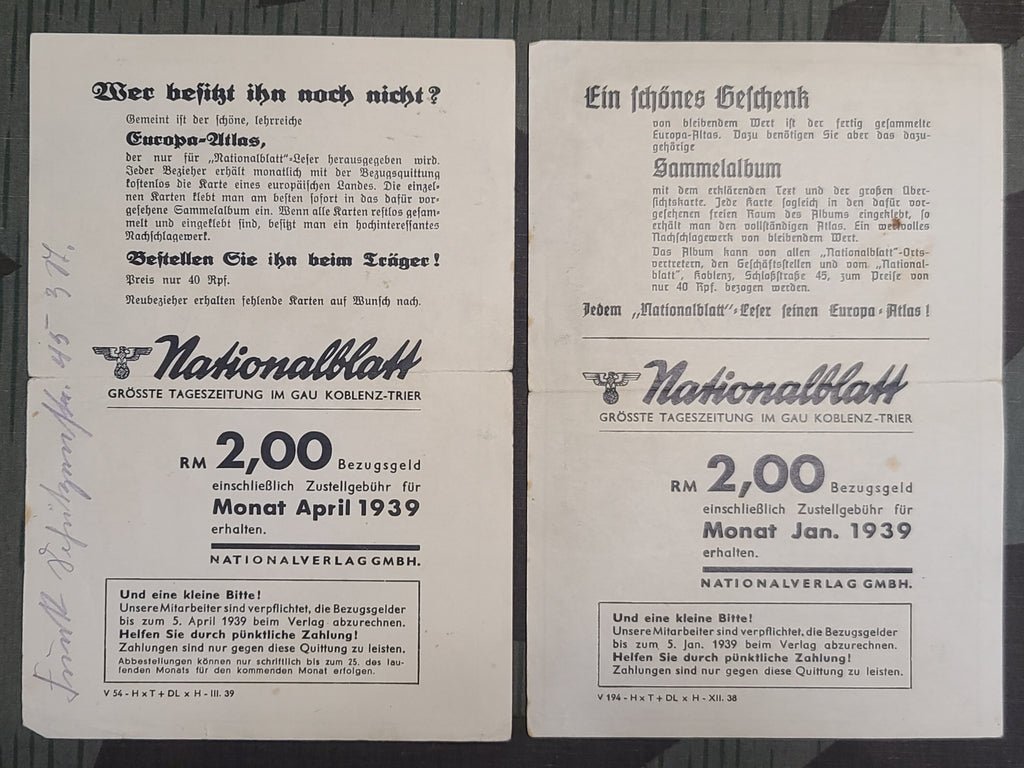 Wer besitzt ihn noch nicht?
Gemeint ist der schöne, lehrreiche
Europa-Atlas,
der nur für „Nationalblatt“-Leser herausgegeben wird.
Jeder Bezieher erhält monatlich mit der Bezugsquittung
kostenlos die Karte eines europäischen Landes. Die einzel-
nen Karten klebt man am besten sofort in das dafür vor-
gesehene Sammelalbum ein. Wenn alle Karten restlos gesam-
melt und eingeklebt sind, besitzt man ein hochinteressantes
Nachschlagewerk.
Bestellen Sie ihn beim Träger!
Preis nur 40 Rpf.
Neubezieher erhalten fehlende Karten auf Wunsch nach.
Nationalblatt
GRÖSSTE TAGESZEITUNG IM GAU KOBLENZ-TRIER
RM 2,00 Bezugsgeld
einschließlich Zustellgebühr für
Monat April 1939
erhalten.
NATIONALVERLAG GMBH.
Und eine kleine Bitte!
Unsere Mitarbeiter sind verpflichtet, die Bezugsgelder
bis zum 5. April 1939 beim Verlag abzurechnen.
Helfen Sie durch pünktliche Zahlung!
Zahlungen sind nur gegen diese Quittung zu leisten.
Abbestellungen können nur schriftlich bis zum 25. des lau-
fenden Monats für den kommenden Monat erfolgen.
V 54 - H x T + DL x H - III. 39
45 - 3
Ein schönes Geschenk
von bleibendem Wert ist der fertig gesammelte
Europa-Altas. Dazu benötigen Sie aber das dazu-
gehörige
Sammelalbum
mit dem erklärenden Text und der großen Über-
sichtskarte. Jede Karte sogleich in den dafür vor-
gesehenen freien Raum des Albums eingeklebt, so
erhält man den vollständigen Atlas. Ein wertvolles
Nachschlagewerk von bleibendem Wert.
Das Album kann von allen „Nationalblatt“-Orts-
vertretern, den Geschäftsstellen und vom „National-
blatt“, Koblenz, Schloßstraße 45, zum Preise von
nur 40 Rpf. bezogen werden.
Jedem „Nationalblatt“-Leser seinen Europa-Atlas!
Nationalblatt
GRÖSSTE TAGESZEITUNG IM GAU KOBLENZ-TRIER
RM 2,00 Bezugsgeld
einschließlich Zustellgebühr für
Monat Jan. 1939
erhalten.
NATIONALVERLAG GMBH.
Und eine kleine Bitte!
Unsere Mitarbeiter sind verpflichtet, die Bezugsgelder
bis zum 5. Jan. 1939 beim Verlag abzurechnen.
Helfen Sie durch pünktliche Zahlung!
Zahlungen sind nur gegen diese Quittung zu leisten.
V 194 - H x T + DL x H - XII. 38